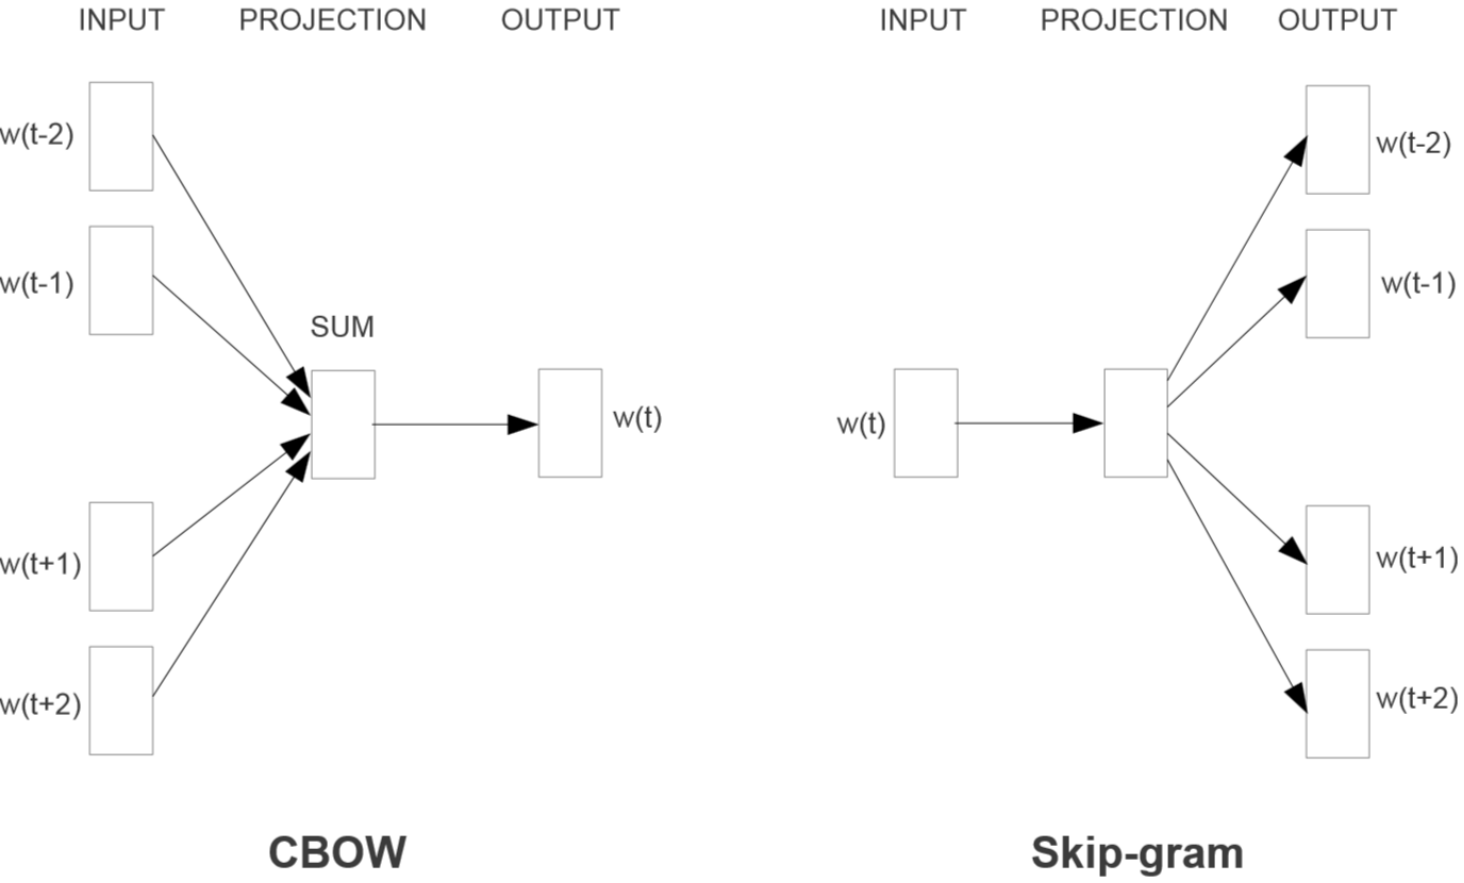 INPUT PROJECTION OUTPUT
w(t-2)
w(t-1)
SUM
w(t)
w(t+1)
w(t+2)
CBOW
INPUT PROJECTION OUTPUT
w(t-2)
w(t-1)
w(t)
w(t+1)
w(t+2)
Skip-gram